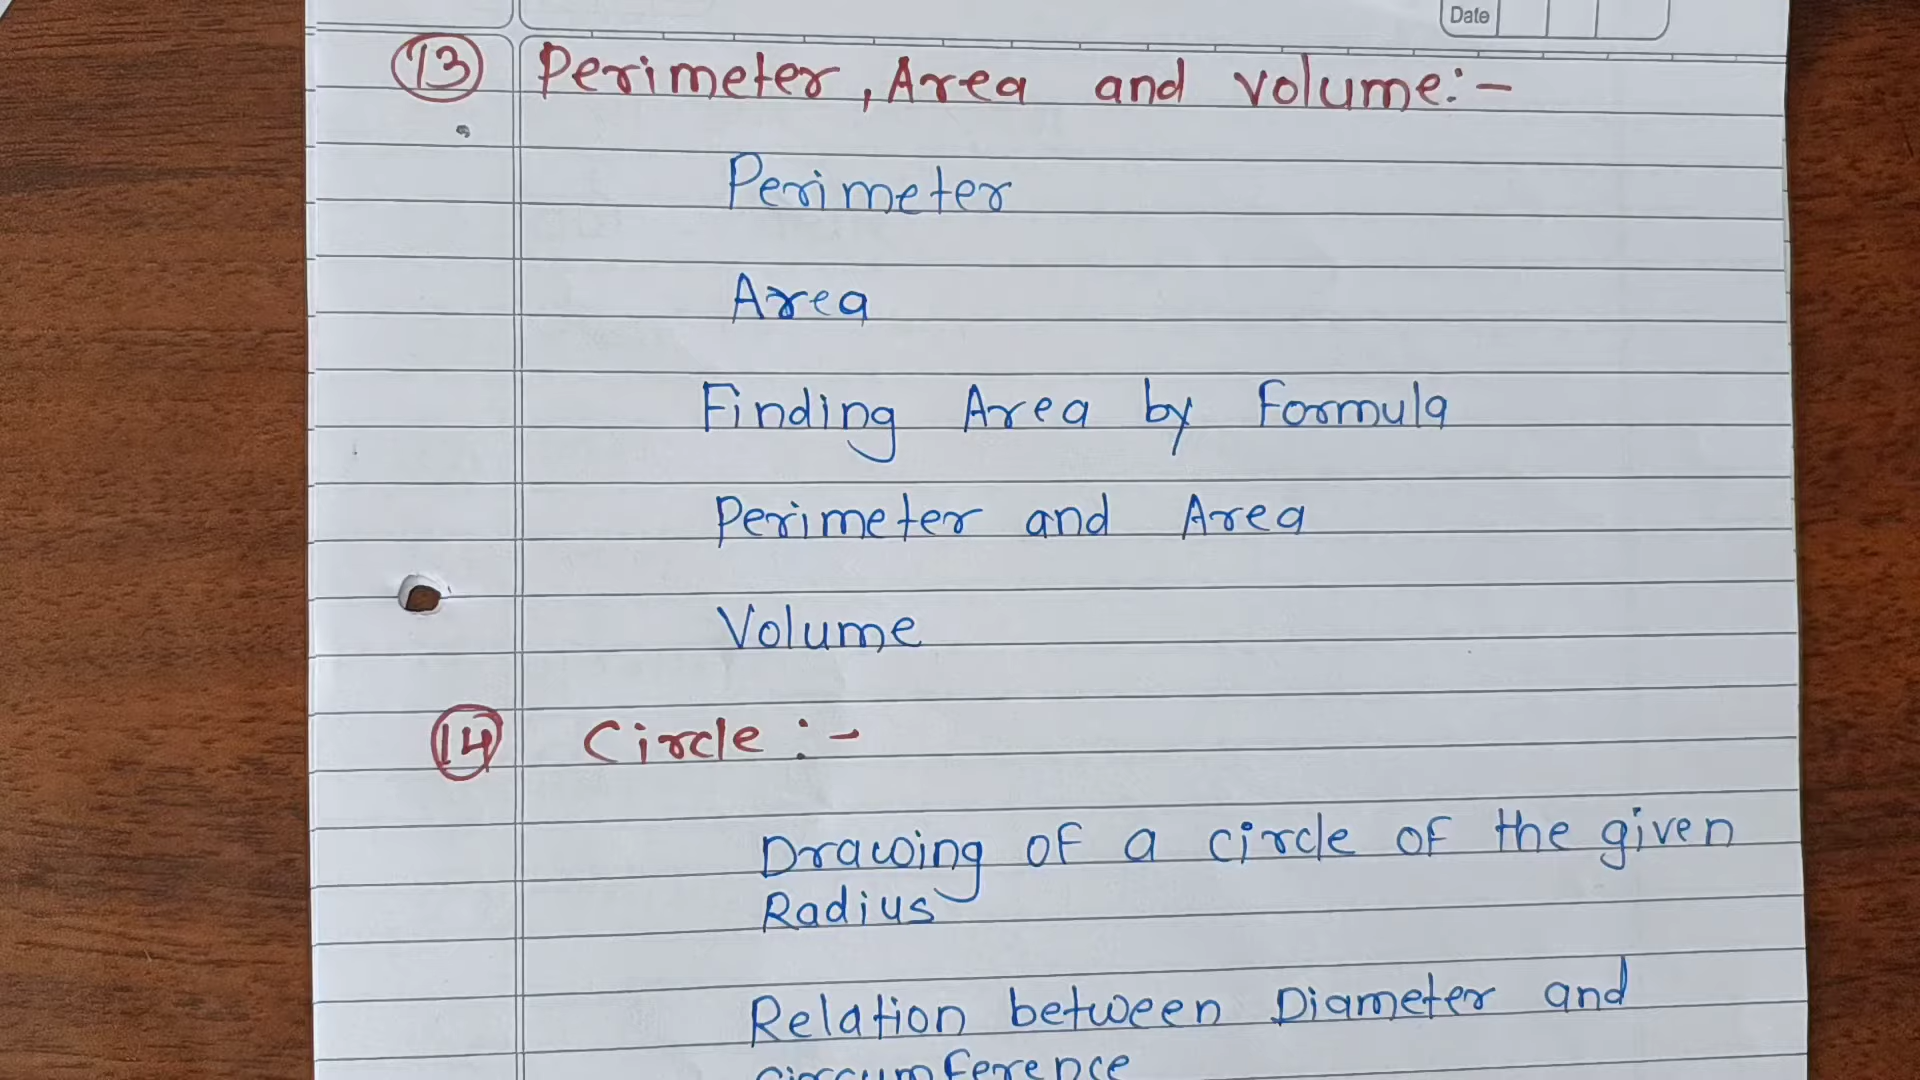 Date
13 Perimeter, Area and volume:-
Perimeter
Area
Finding Area by Formula
Perimeter and Area
Volume
14 Circle :-
Drawing of a circle of the given
Radius
Relation between Diameter and
circumference